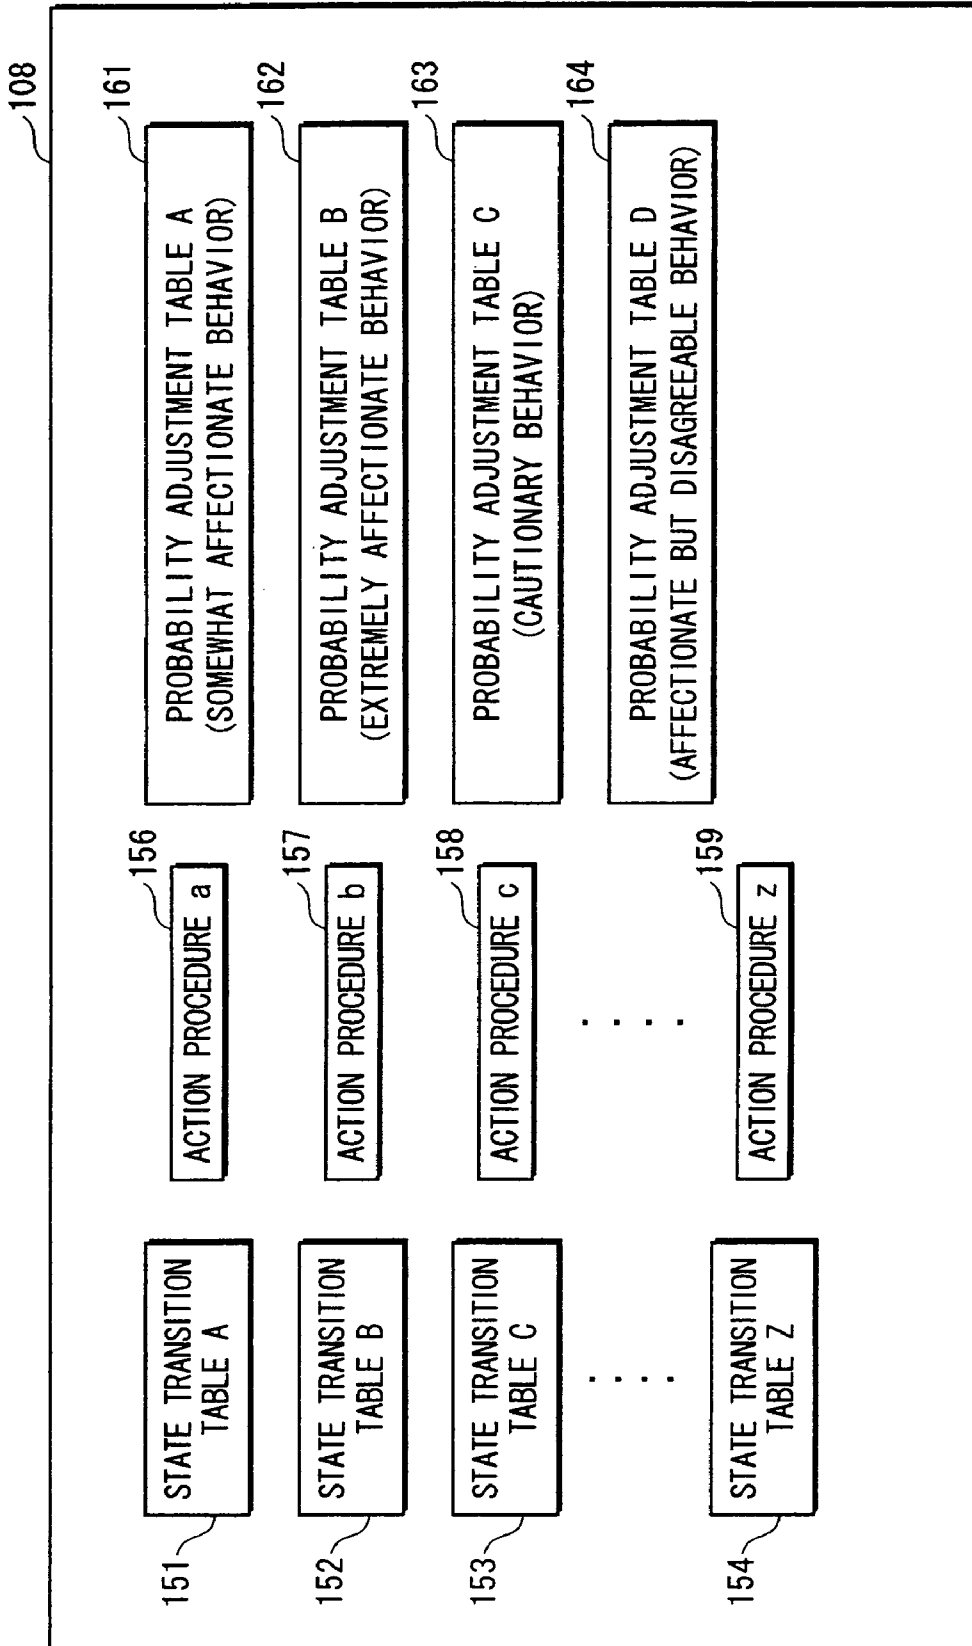 108
151
STATE TRANSITION
TABLE A
156
ACTION PROCEDURE a
161
PROBABILITY ADJUSTMENT TABLE A
(SOMEWHAT AFFECTIONATE BEHAVIOR)
152
STATE TRANSITION
TABLE B
157
ACTION PROCEDURE b
162
PROBABILITY ADJUSTMENT TABLE B
(EXTREMELY AFFECTIONATE BEHAVIOR)
153
STATE TRANSITION
TABLE C
158
ACTION PROCEDURE c
163
PROBABILITY ADJUSTMENT TABLE C
(CAUTIONARY BEHAVIOR)
. . . .
. . . .
164
PROBABILITY ADJUSTMENT TABLE D
(AFFECTIONATE BUT DISAGREEABLE BEHAVIOR)
154
STATE TRANSITION
TABLE Z
159
ACTION PROCEDURE z